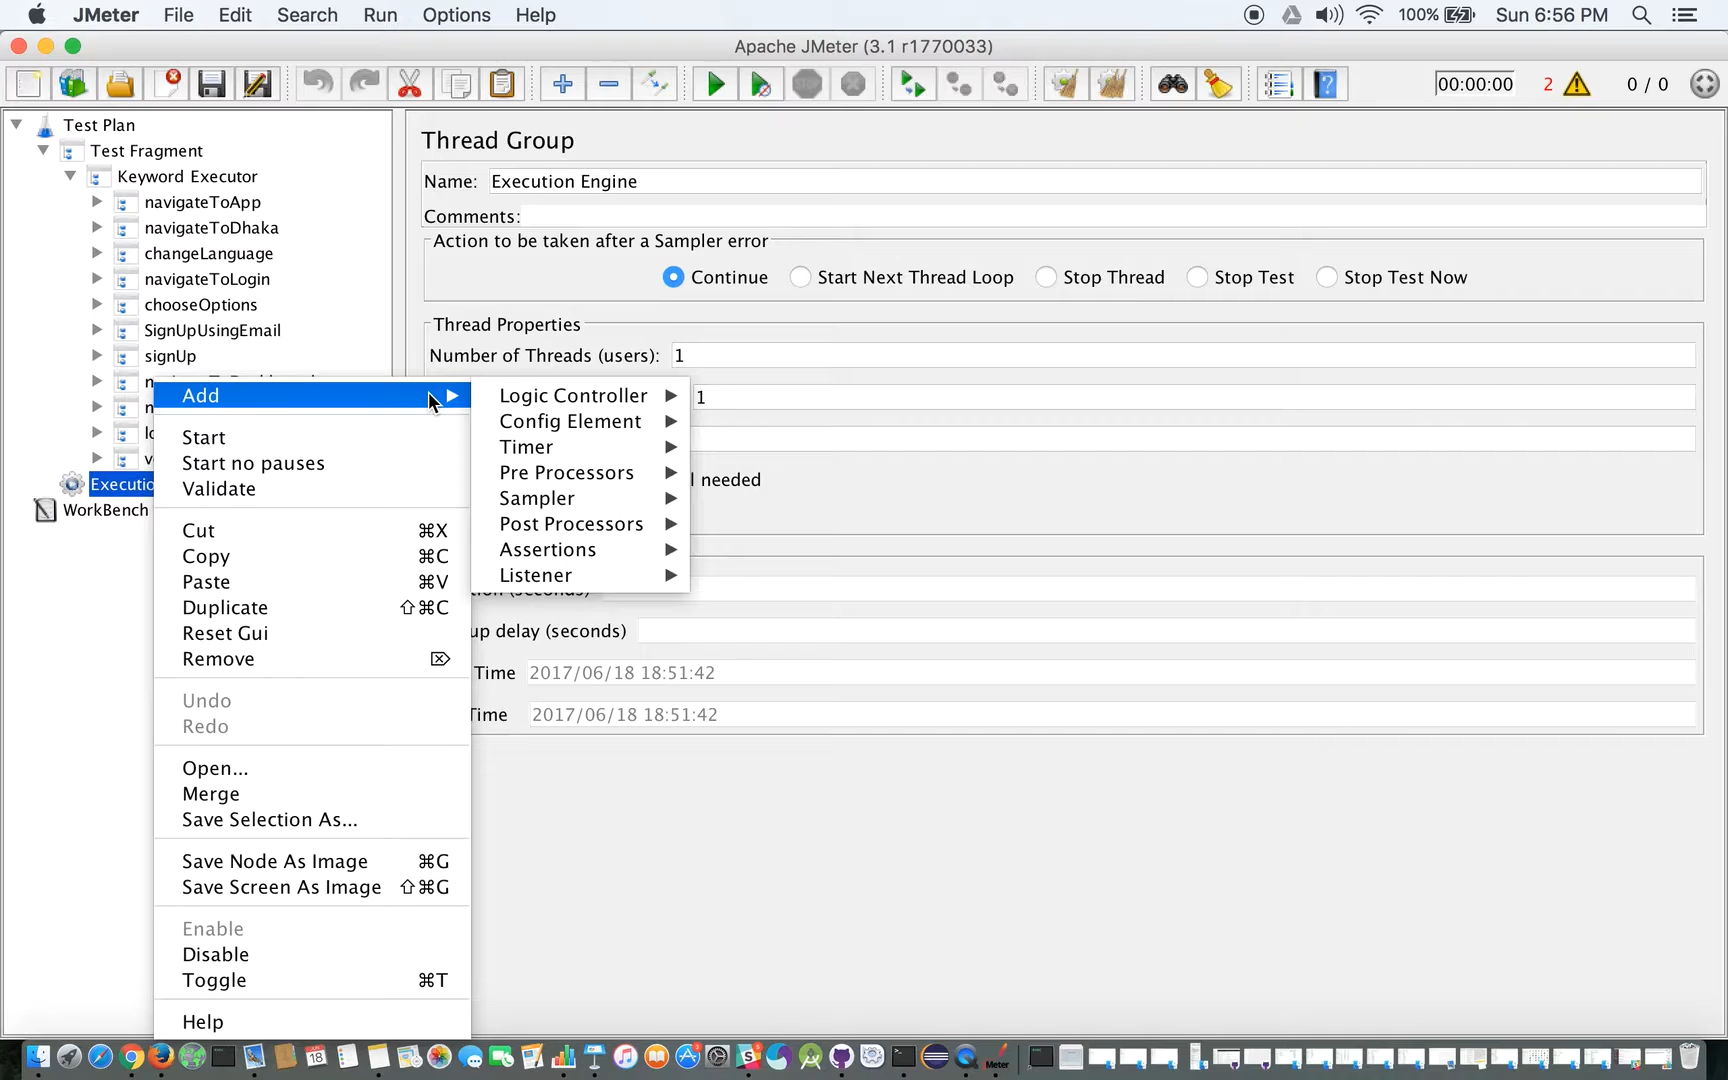 JMeter File Edit Search Run Options Help 100% Sun 6:56 PM
Apache JMeter (3.1 r1770033)
00:00:00 2 0 / 0
Test Plan
Test Fragment
Keyword Executor
navigateToApp
navigateToDhaka
changeLanguage
navigateToLogin
chooseOptions
SignUpUsingEmail
signUp
WorkBench
Thread Group
Name: Execution Engine
Comments:
Action to be taken after a Sampler error
Continue Start Next Thread Loop Stop Thread Stop Test Stop Test Now
Thread Properties
Number of Threads (users): 1
1
needed
(seconds)
up delay (seconds)
Time 2017/06/18 18:51:42
Time 2017/06/18 18:51:42
Add
Start
Start no pauses
Validate
Cut ⌘X
Copy ⌘C
Paste ⌘V
Duplicate ⇧⌘C
Reset Gui
Remove ⌦
Undo
Redo
Open...
Merge
Save Selection As...
Save Node As Image ⌘G
Save Screen As Image ⇧⌘G
Enable
Disable
Toggle ⌘T
Help
Logic Controller
Config Element
Timer
Pre Processors
Sampler
Post Processors
Assertions
Listener